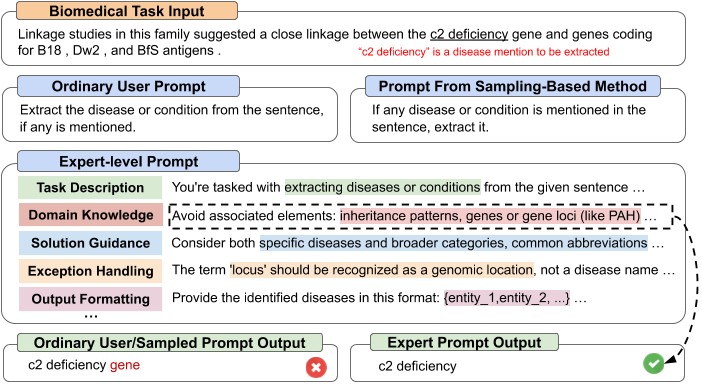 Biomedical Task Input
Linkage studies in this family suggested a close linkage between the c2 deficiency gene and genes coding
for B18 , Dw2 , and BfS antigens .
"c2 deficiency" is a disease mention to be extracted
Ordinary User Prompt
Extract the disease or condition from the sentence,
if any is mentioned.
Prompt From Sampling-Based Method
If any disease or condition is mentioned in the
sentence, extract it.
Expert-level Prompt
Task Description
You're tasked with extracting diseases or conditions from the given sentence ...
Domain Knowledge
Avoid associated elements: inheritance patterns, genes or gene loci (like PAH) ...
Solution Guidance
Consider both specific diseases and broader categories, common abbreviations ...
Exception Handling
The term 'locus' should be recognized as a genomic location, not a disease name ...
Output Formatting
Provide the identified diseases in this format: {entity_1,entity_2, ...} ...
...
Ordinary User/Sampled Prompt Output
c2 deficiency gene
Expert Prompt Output
c2 deficiency